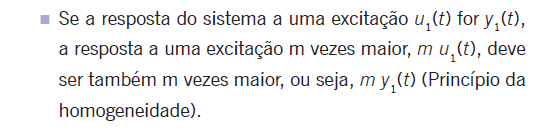 Se a resposta do sistema a uma excitação u₁(t) for y₁(t),
a resposta a uma excitação m vezes maior, m u₁(t), deve
ser também m vezes maior, ou seja, m y₁(t) (Princípio da
homogeneidade).